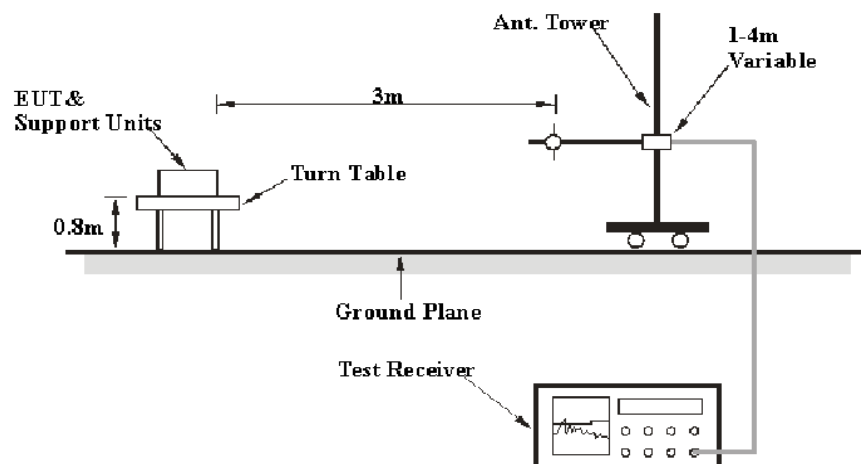 Ant. Tower
1-4m
Variable
3m
EUT &
Support Units
Turn Table
0.8m
Ground Plane
Test Receiver